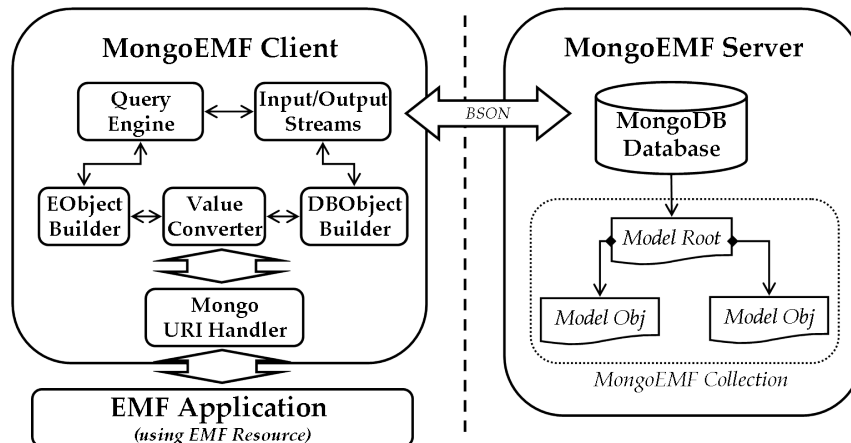 MongoEMF Client
Query
Engine
Input/Output
Streams
EObject
Builder
Value
Converter
DBObject
Builder
Mongo
URI Handler
EMF Application
(using EMF Resource)
BSON
MongoEMF Server
MongoDB
Database
Model Root
Model Obj
Model Obj
MongoEMF Collection